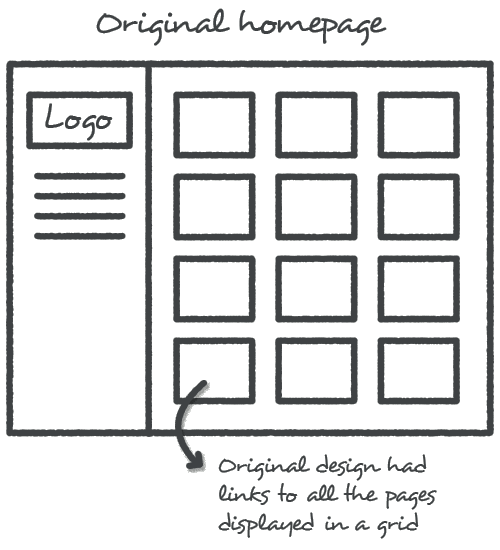 Original homepage
Logo
Original design had
links to all the pages
displayed in a grid